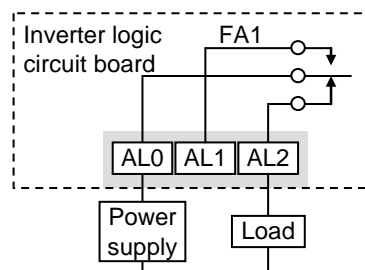 Inverter logic
circuit board
FA1
AL0 AL1 AL2
Power
supply
Load